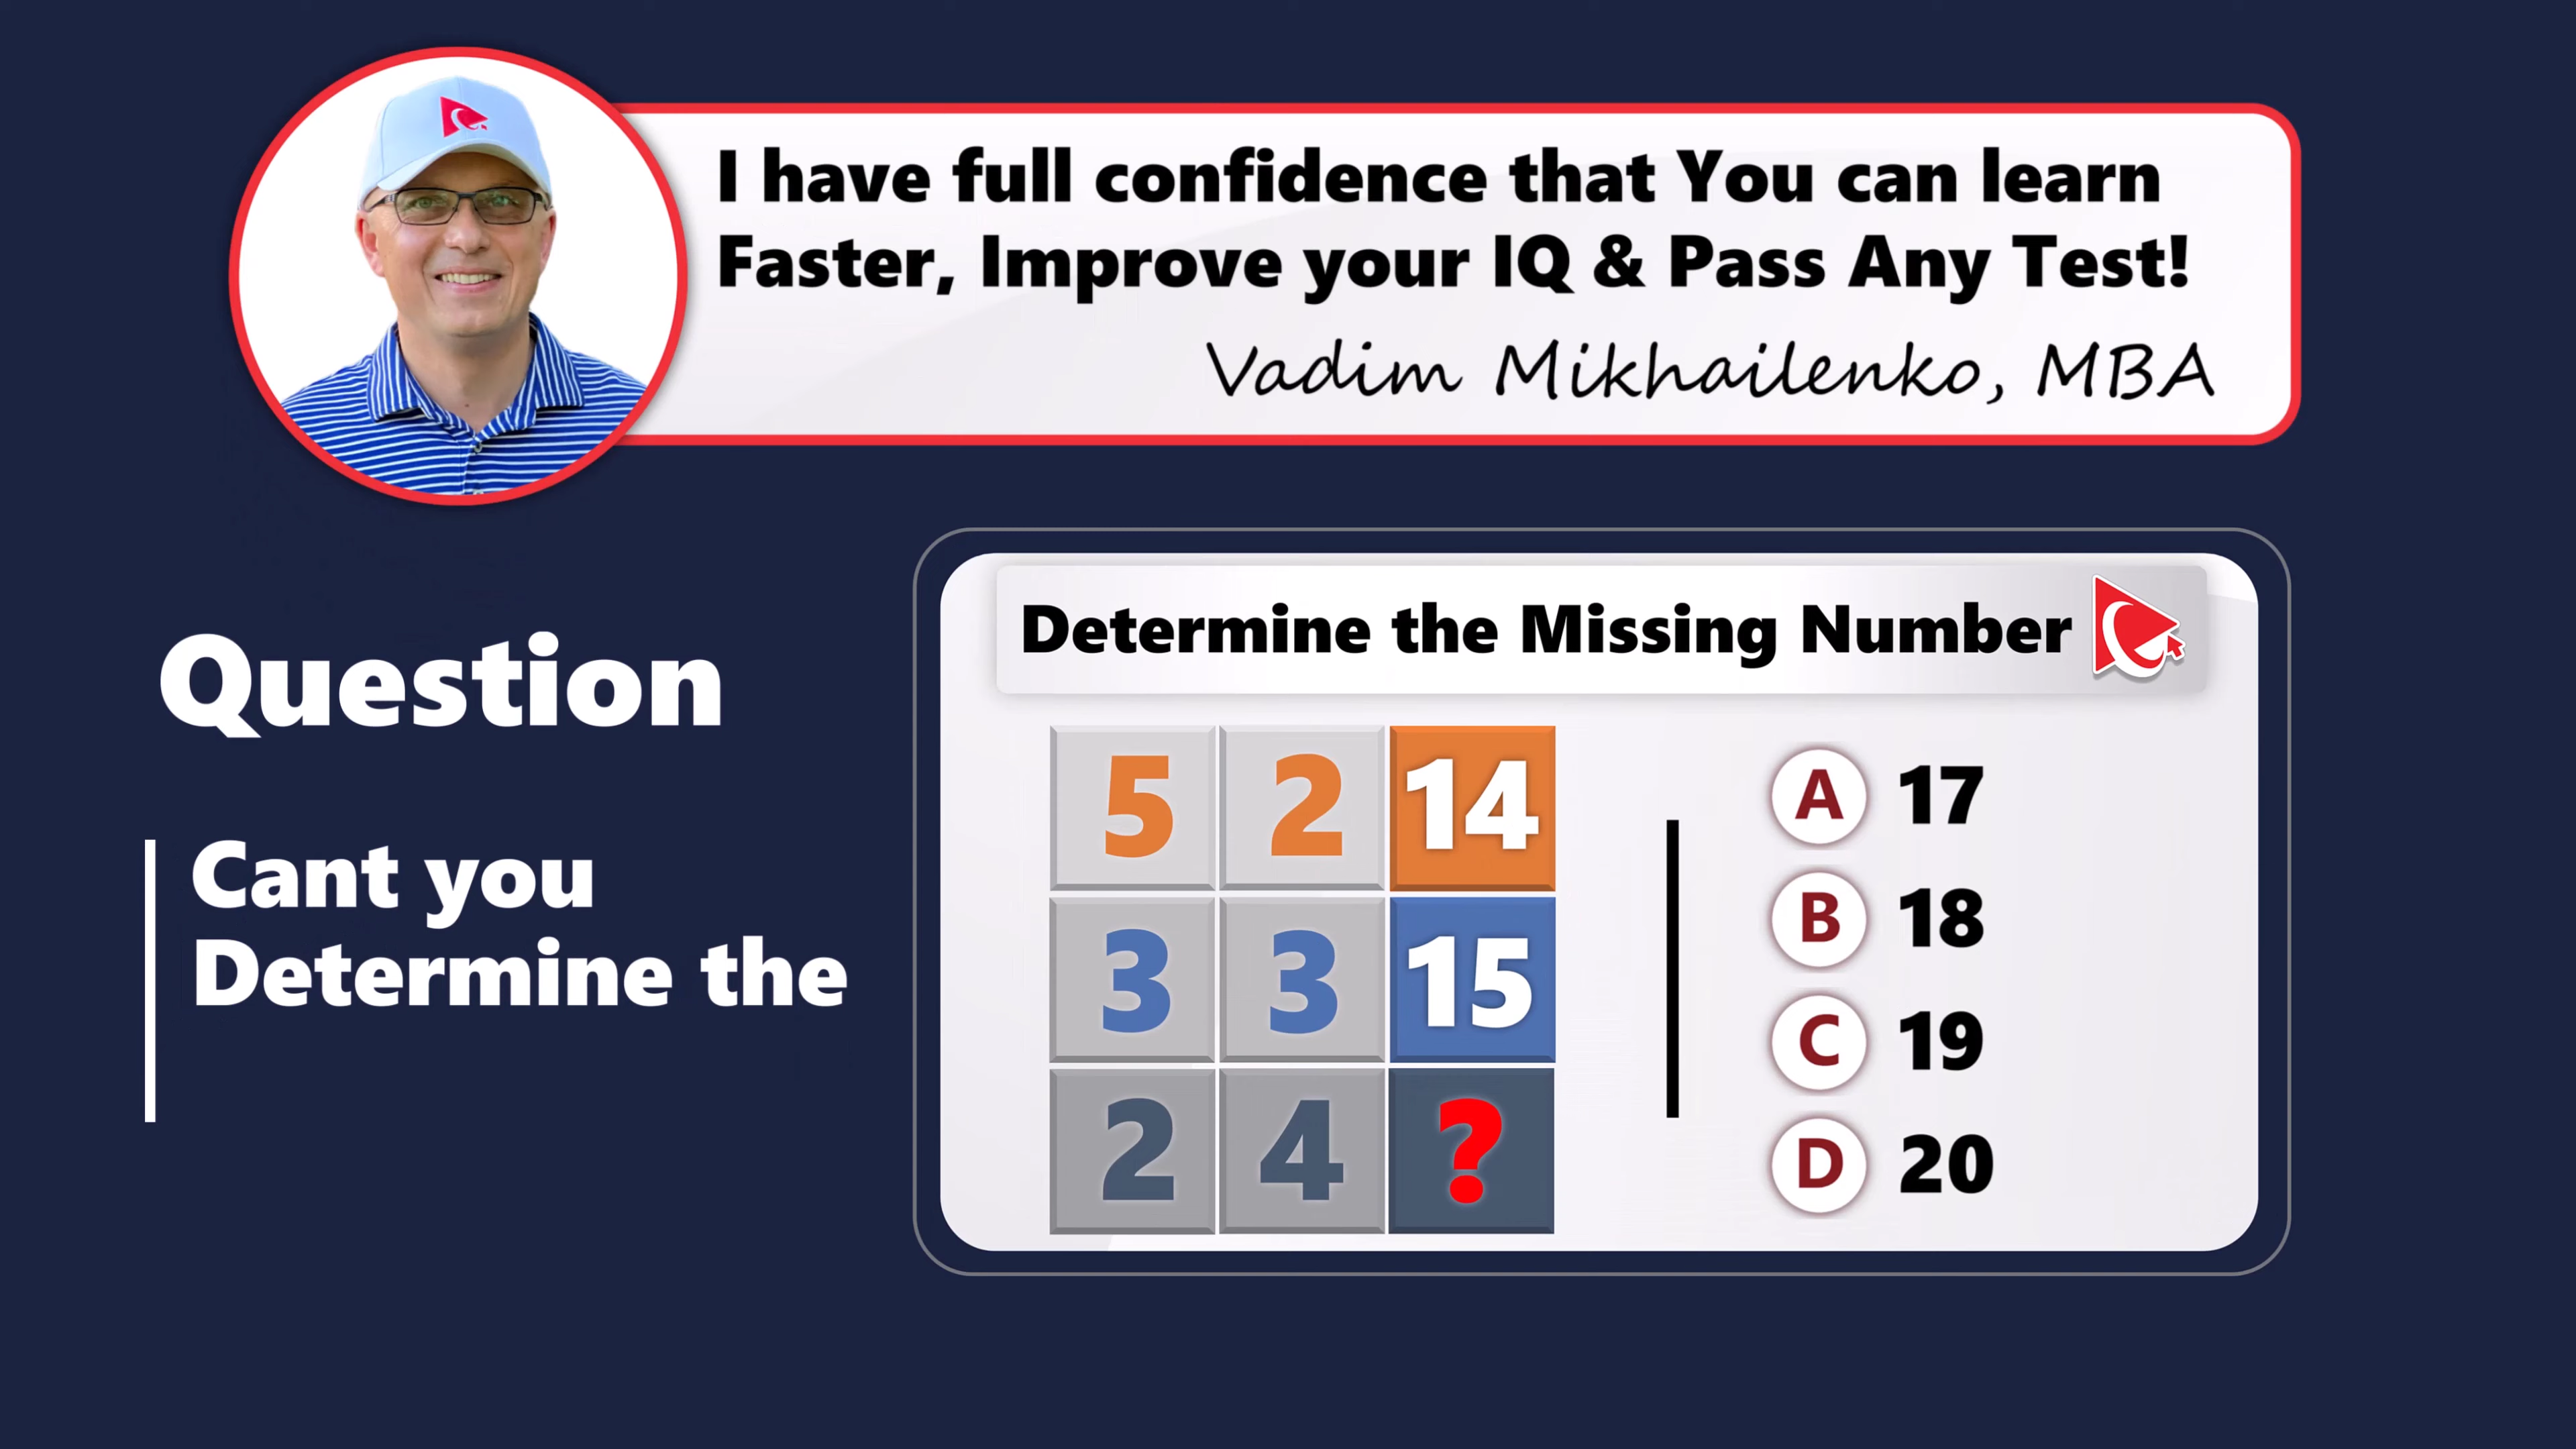 I have full confidence that You can learn
Faster, Improve your IQ & Pass Any Test!
Vadim Mikhailenko, MBA
Question
Cant you
Determine the
Determine the Missing Number
5 2 14
3 3 15
2 4 ?
A 17
B 18
C 19
D 20